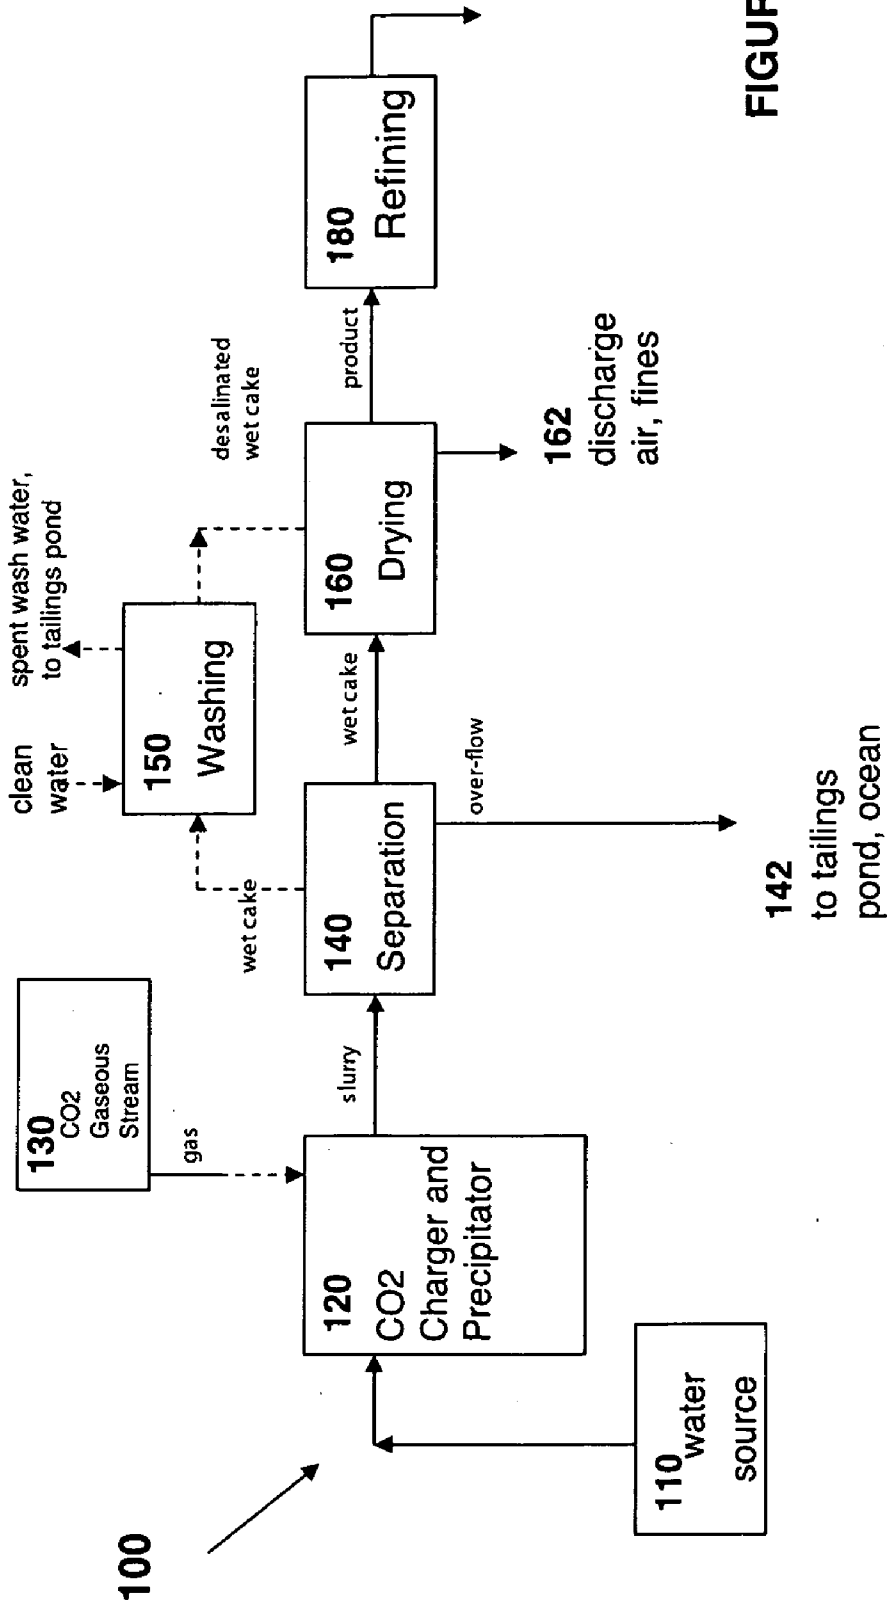 100
110
water
source
120
CO2
Charger and
Precipitator
130
CO2
Gaseous
Stream
gas
slurry
140
Separation
wet cake
wet cake
over-flow
142
to tailings
pond, ocean
clean
water
150
Washing
spent wash water,
to tailings pond
desalinated
wet cake
160
Drying
162
discharge
air, fines
product
180
Refining